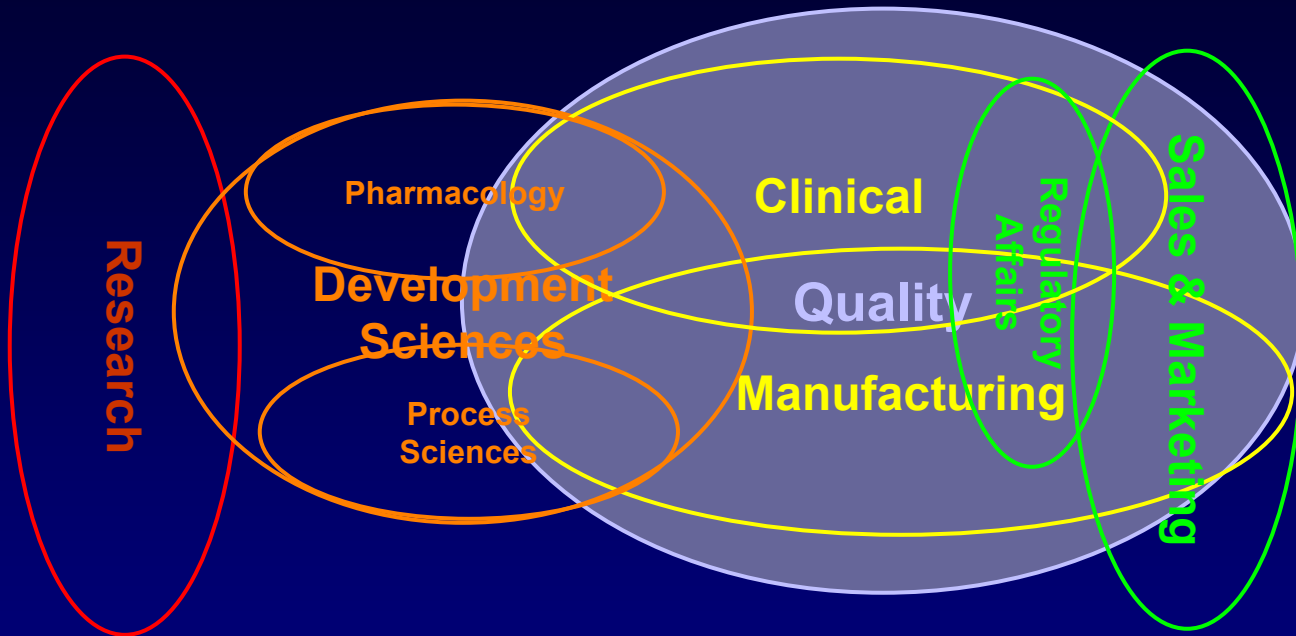 Research
Pharmacology
Development
Sciences
Process
Sciences
Clinical
Quality
Manufacturing
Regulatory
Affairs
Sales & Marketing